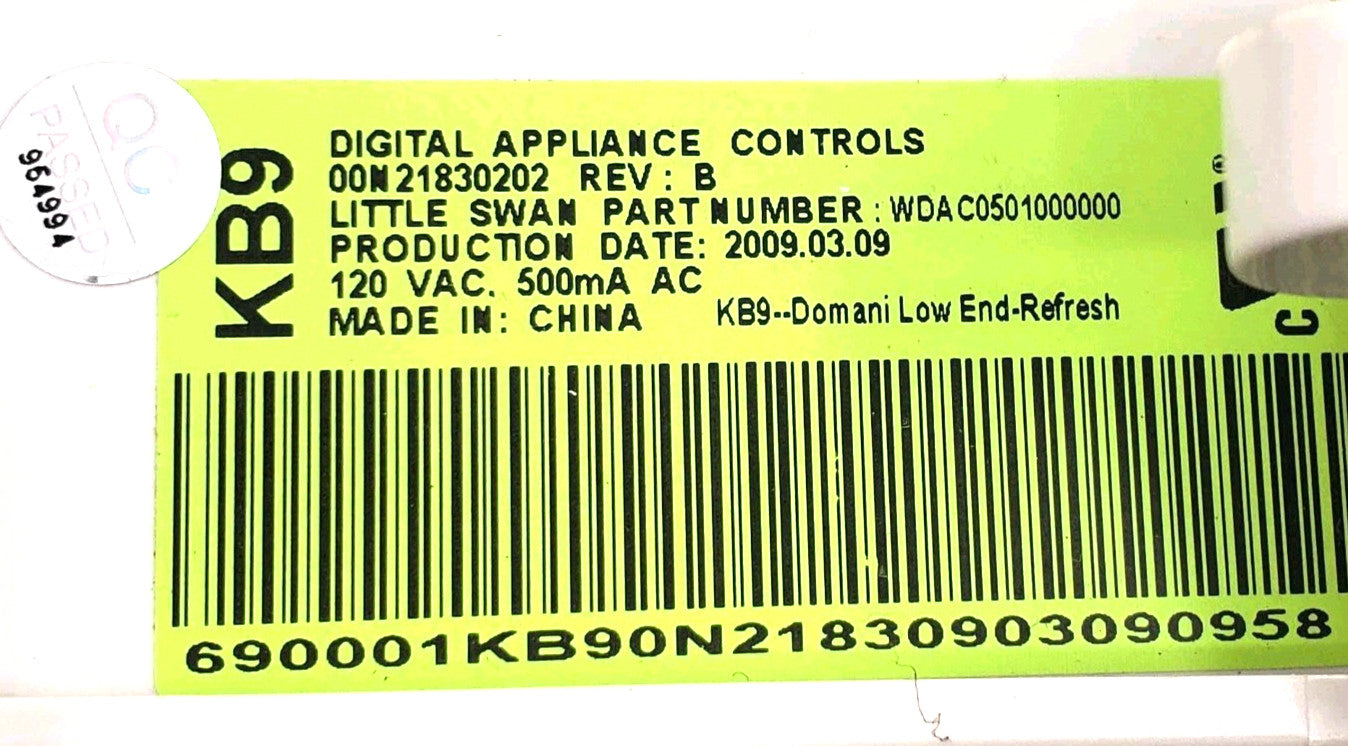 QC
PASSED
964994
KB9
DIGITAL APPLIANCE CONTROLS
00N21830202 REV: B
LITTLE SWAN PART NUMBER: WDAC0501000000
PRODUCTION DATE: 2009.03.09
120 VAC. 500mA AC
MADE IN: CHINA
KB9--Domani Low End-Refresh
®
C
690001KB90N21830903090958